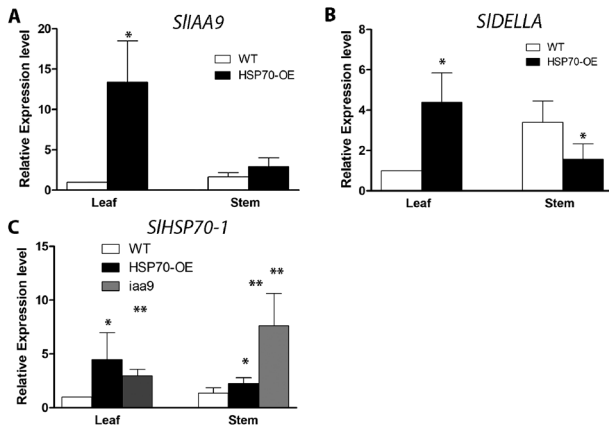 A
SlIAA9
Relative Expression level
20
15
10
5
0
*
WT
HSP70-OE
Leaf
Stem
B
SlDELLA
Relative Expression level
8
6
4
2
0
*
*
WT
HSP70-OE
Leaf
Stem
C
SlHSP70-1
Relative Expression level
15
10
5
0
WT
HSP70-OE
iaa9
*
**
**
**
*
Leaf
Stem